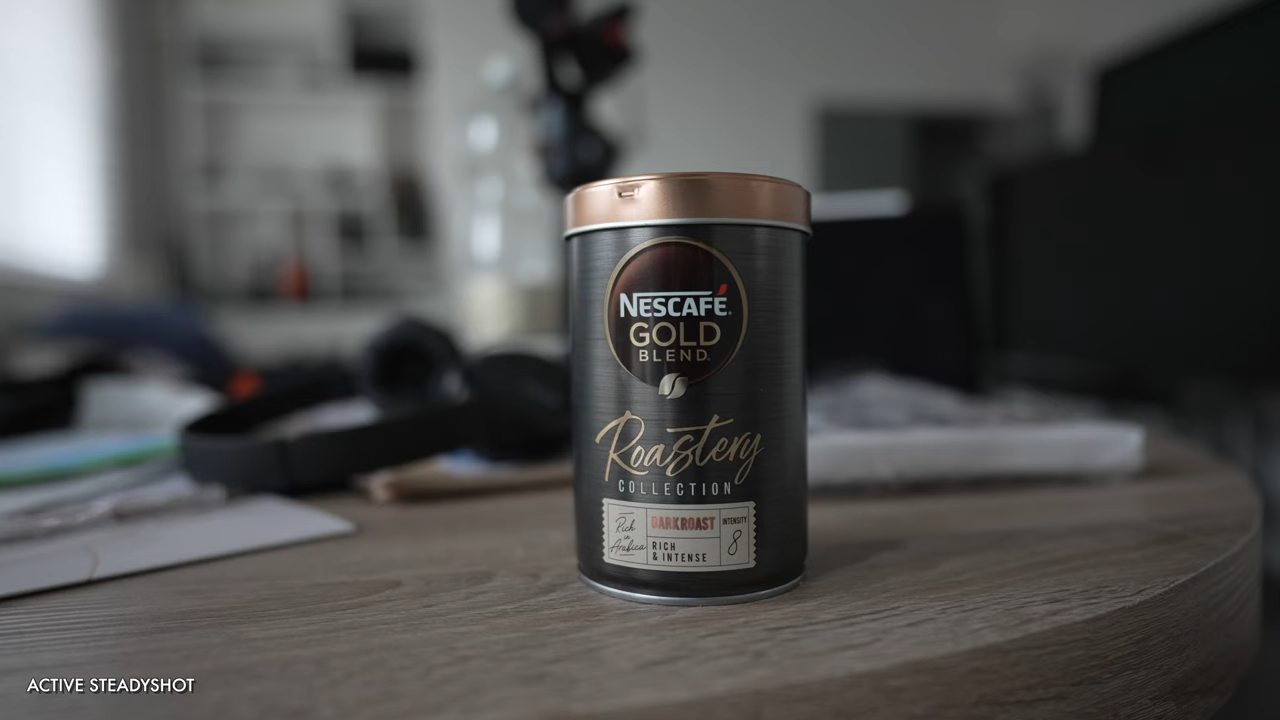 NESCAFÉ.
GOLD
BLEND.
Roastery
COLLECTION
Rich
in
Arabica
DARK ROAST
RICH
& INTENSE
INTENSITY
8
ACTIVE STEADYSHOT